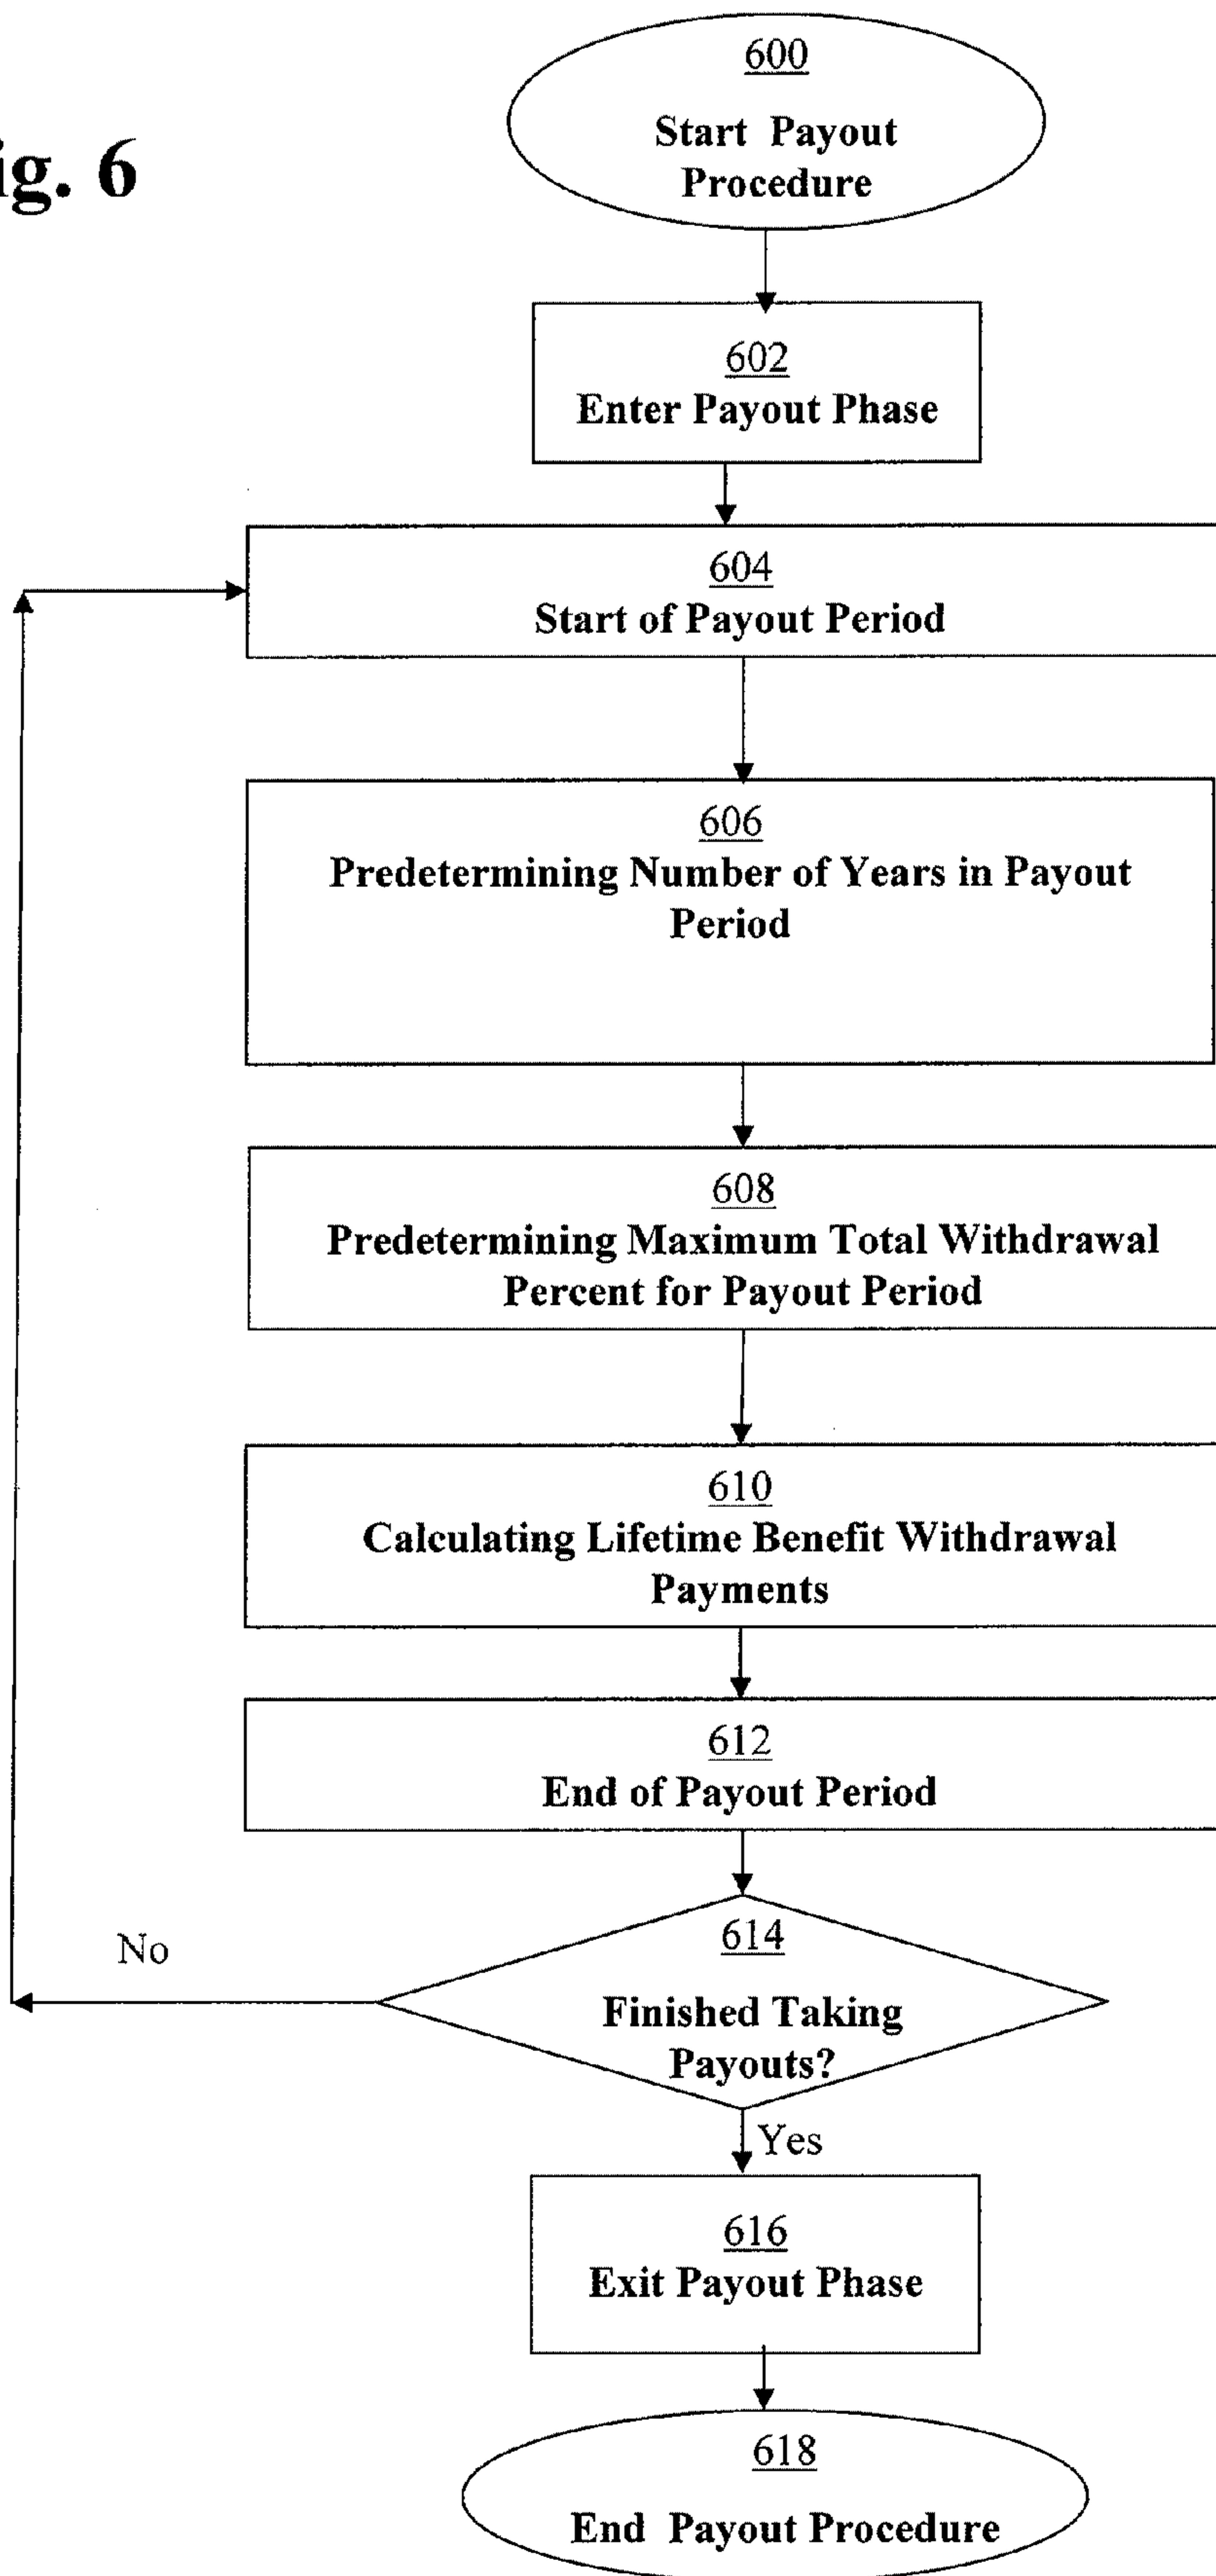 ig. 6
600
Start Payout
Procedure
602
Enter Payout Phase
604
Start of Payout Period
606
Predetermining Number of Years in Payout
Period
608
Predetermining Maximum Total Withdrawal
Percent for Payout Period
610
Calculating Lifetime Benefit Withdrawal
Payments
612
End of Payout Period
614
Finished Taking
Payouts?
No
Yes
616
Exit Payout Phase
618
End Payout Procedure